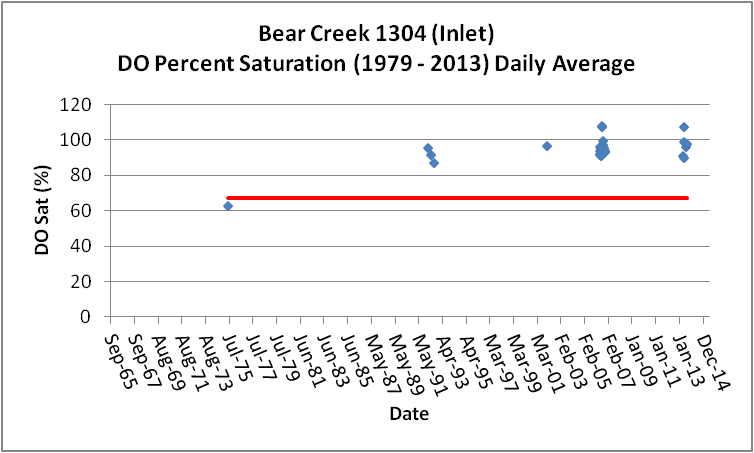 Bear Creek 1304 (Inlet)
DO Percent Saturation (1979 - 2013) Daily Average
120
100
80
60
40
20
0
DO Sat (%)
Sep-65
Sep-67
Aug-69
Aug-71
Aug-73
Jul-75
Jul-77
Jul-79
Jun-81
Jun-83
Jun-85
May-87
May-89
May-91
Apr-93
Apr-95
Mar-97
Mar-99
Mar-01
Feb-03
Feb-05
Feb-07
Jan-09
Jan-11
Jan-13
Dec-14
Date